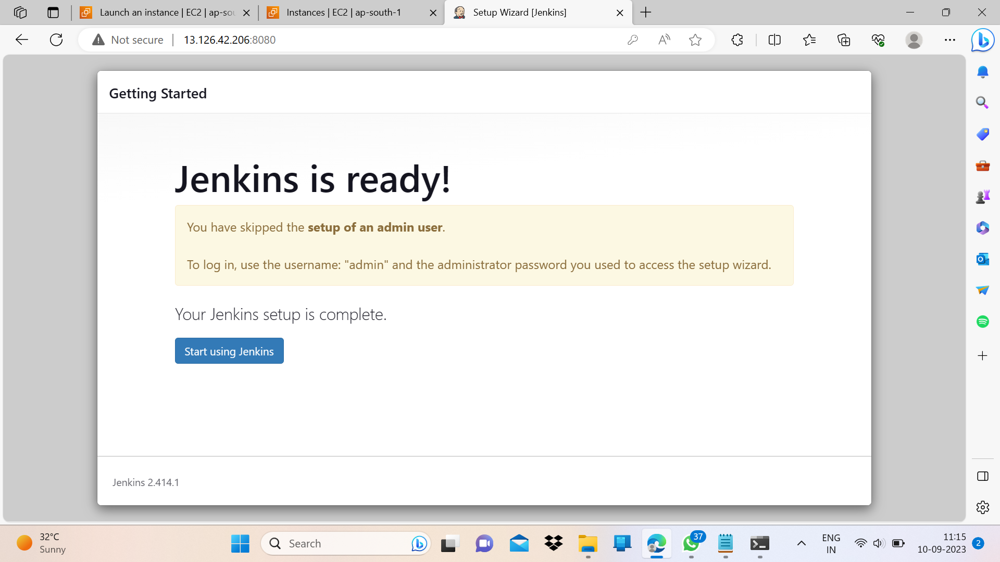 Launch an instance | EC2 | ap-sou
Instances | EC2 | ap-south-1
Setup Wizard [Jenkins]
Not secure
13.126.42.206:8080
Getting Started
Jenkins is ready!
You have skipped the setup of an admin user.
To log in, use the username: "admin" and the administrator password you used to access the setup wizard.
Your Jenkins setup is complete.
Start using Jenkins
Jenkins 2.414.1
32°C
Sunny
Search
37
ENG
IN
11:15
10-09-2023
2